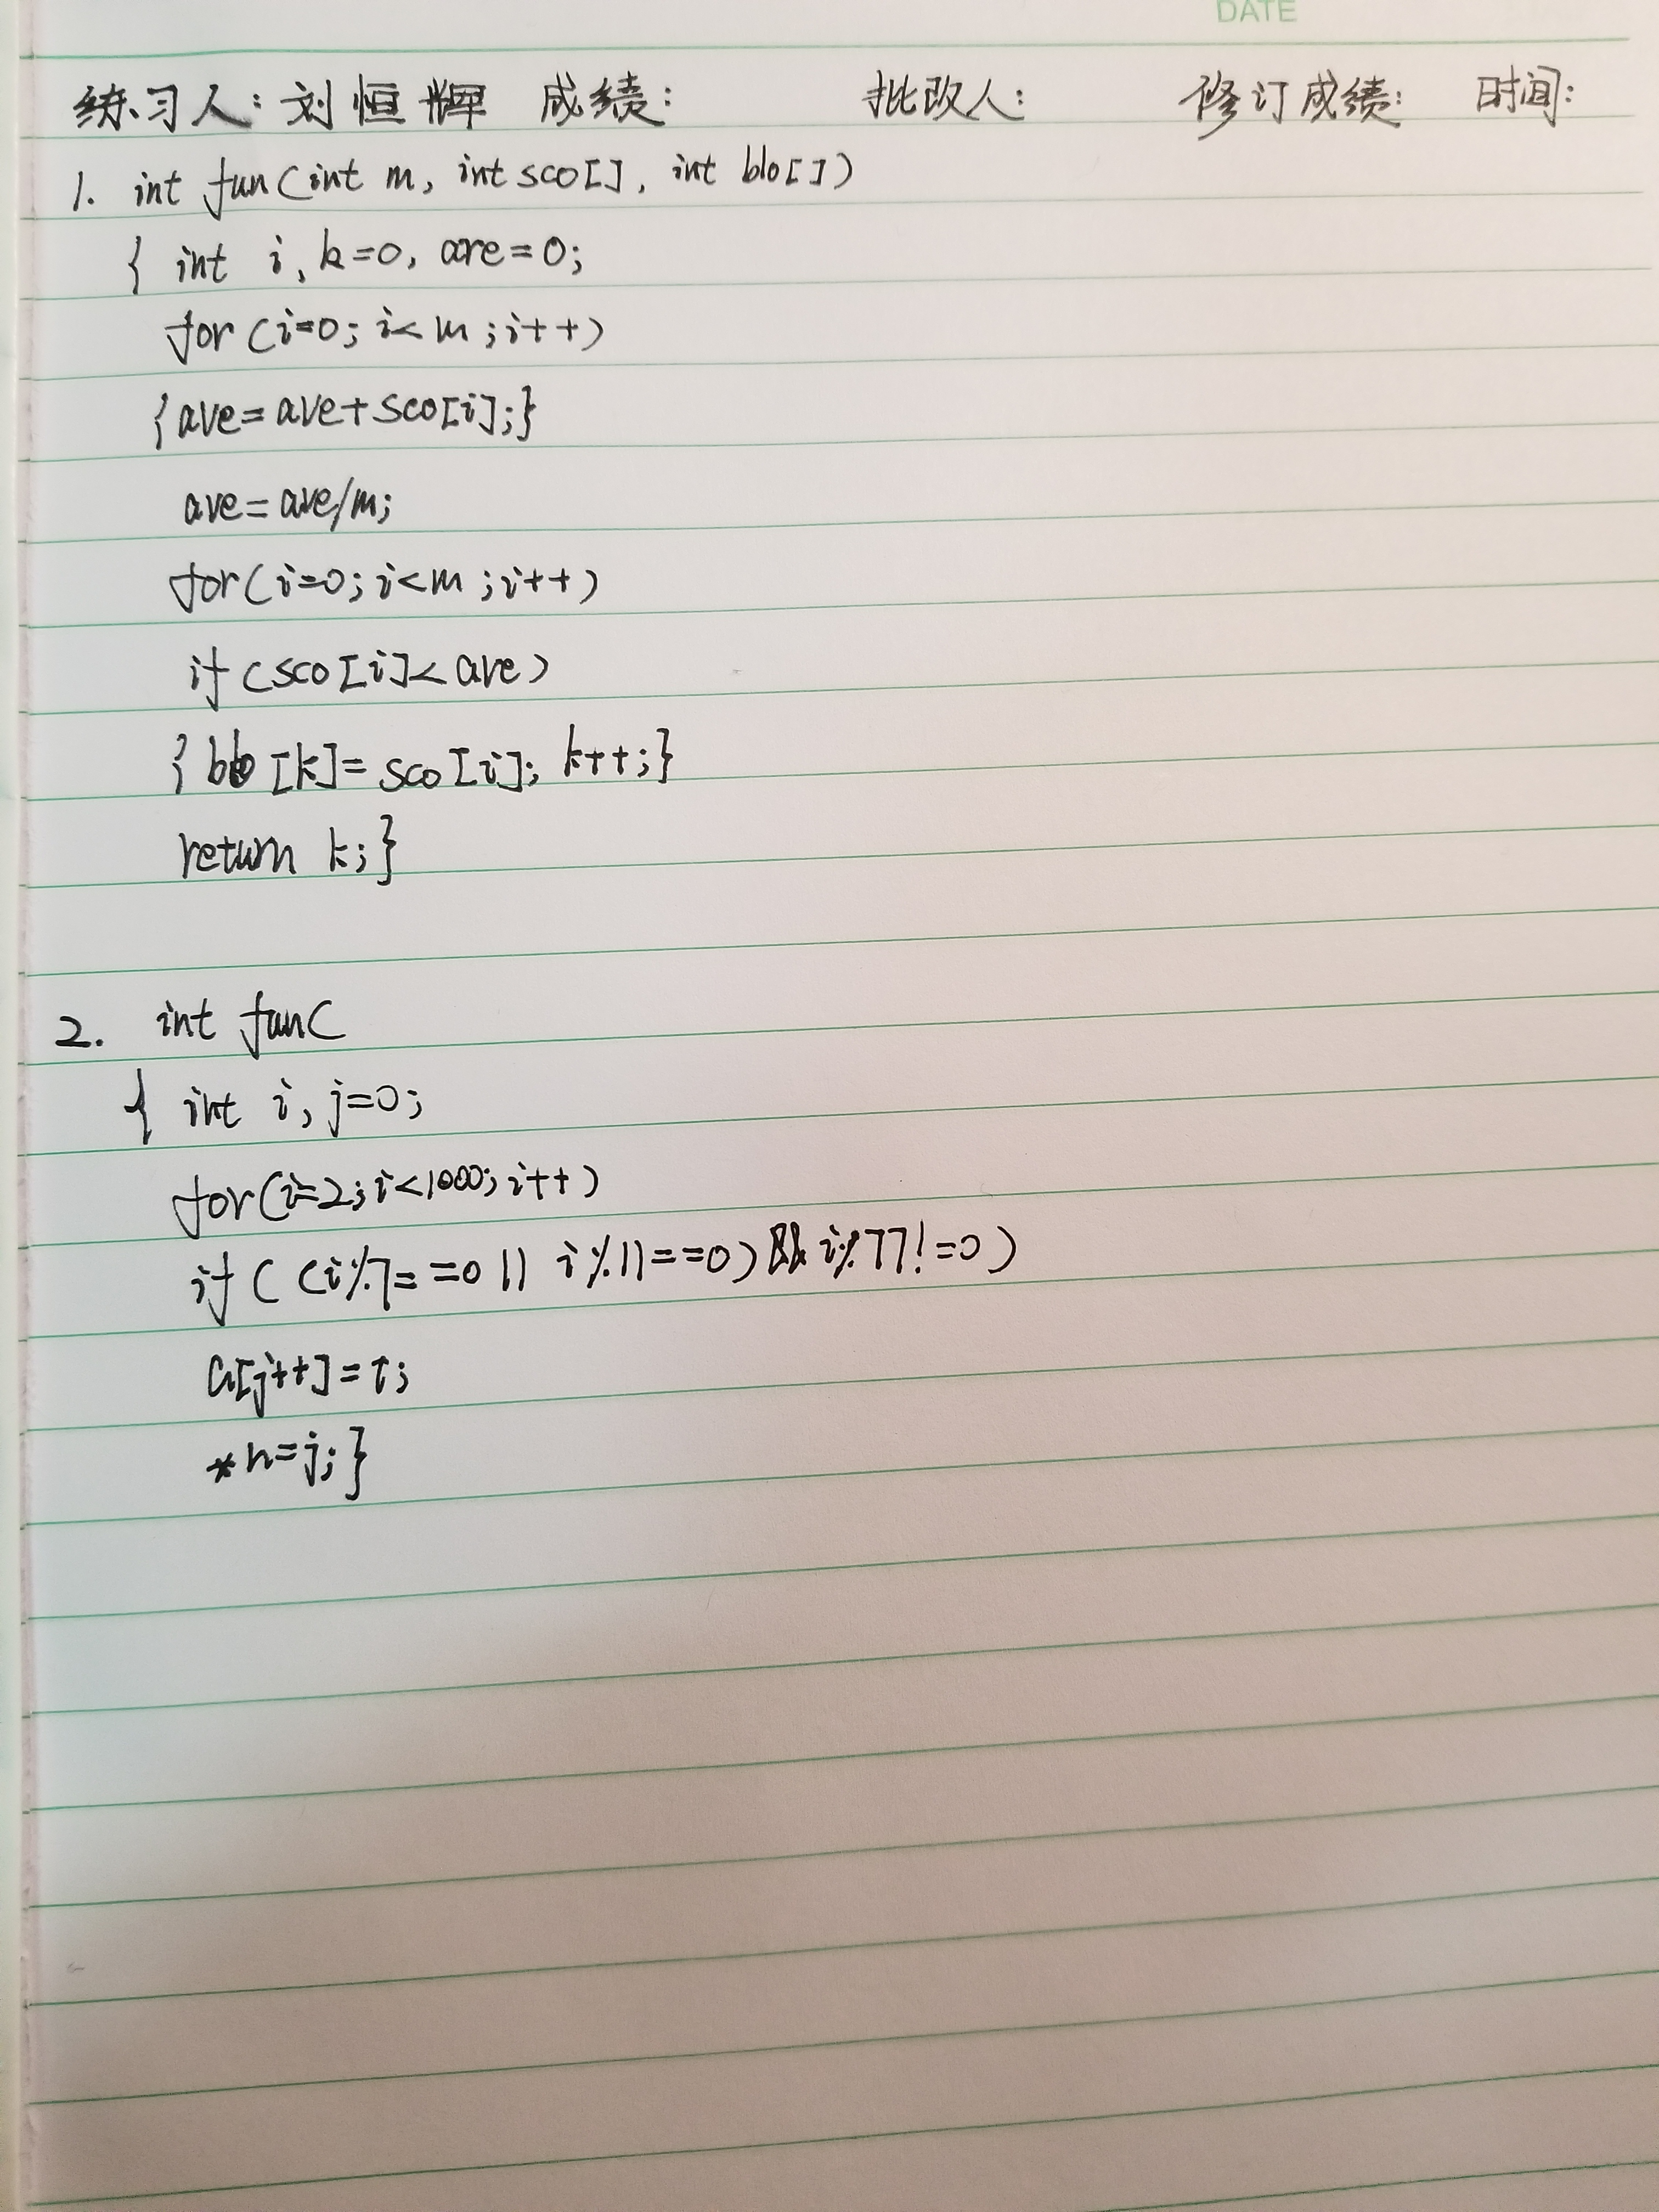 DATE
练习人：刘恒辉 成绩： 批改人： 修订成绩： 时间：
1. int fun(int m, int sco[], int blo[])
{ int i, k=0, are=0;
for (i=0; i<m; i++)
{ave=ave+sco[i];}
ave=ave/m;
for(i=0; i<m; i++)
if(sco[i]<ave)
{blo[k]=sco[i]; k++;}
return k;}
2. int fun(
{ int i, j=0;
for(i=2; i<1000; i++)
if((i%7==0 || i%11==0)&& i%77!=0)
a[j++]=i;
*n=j;}